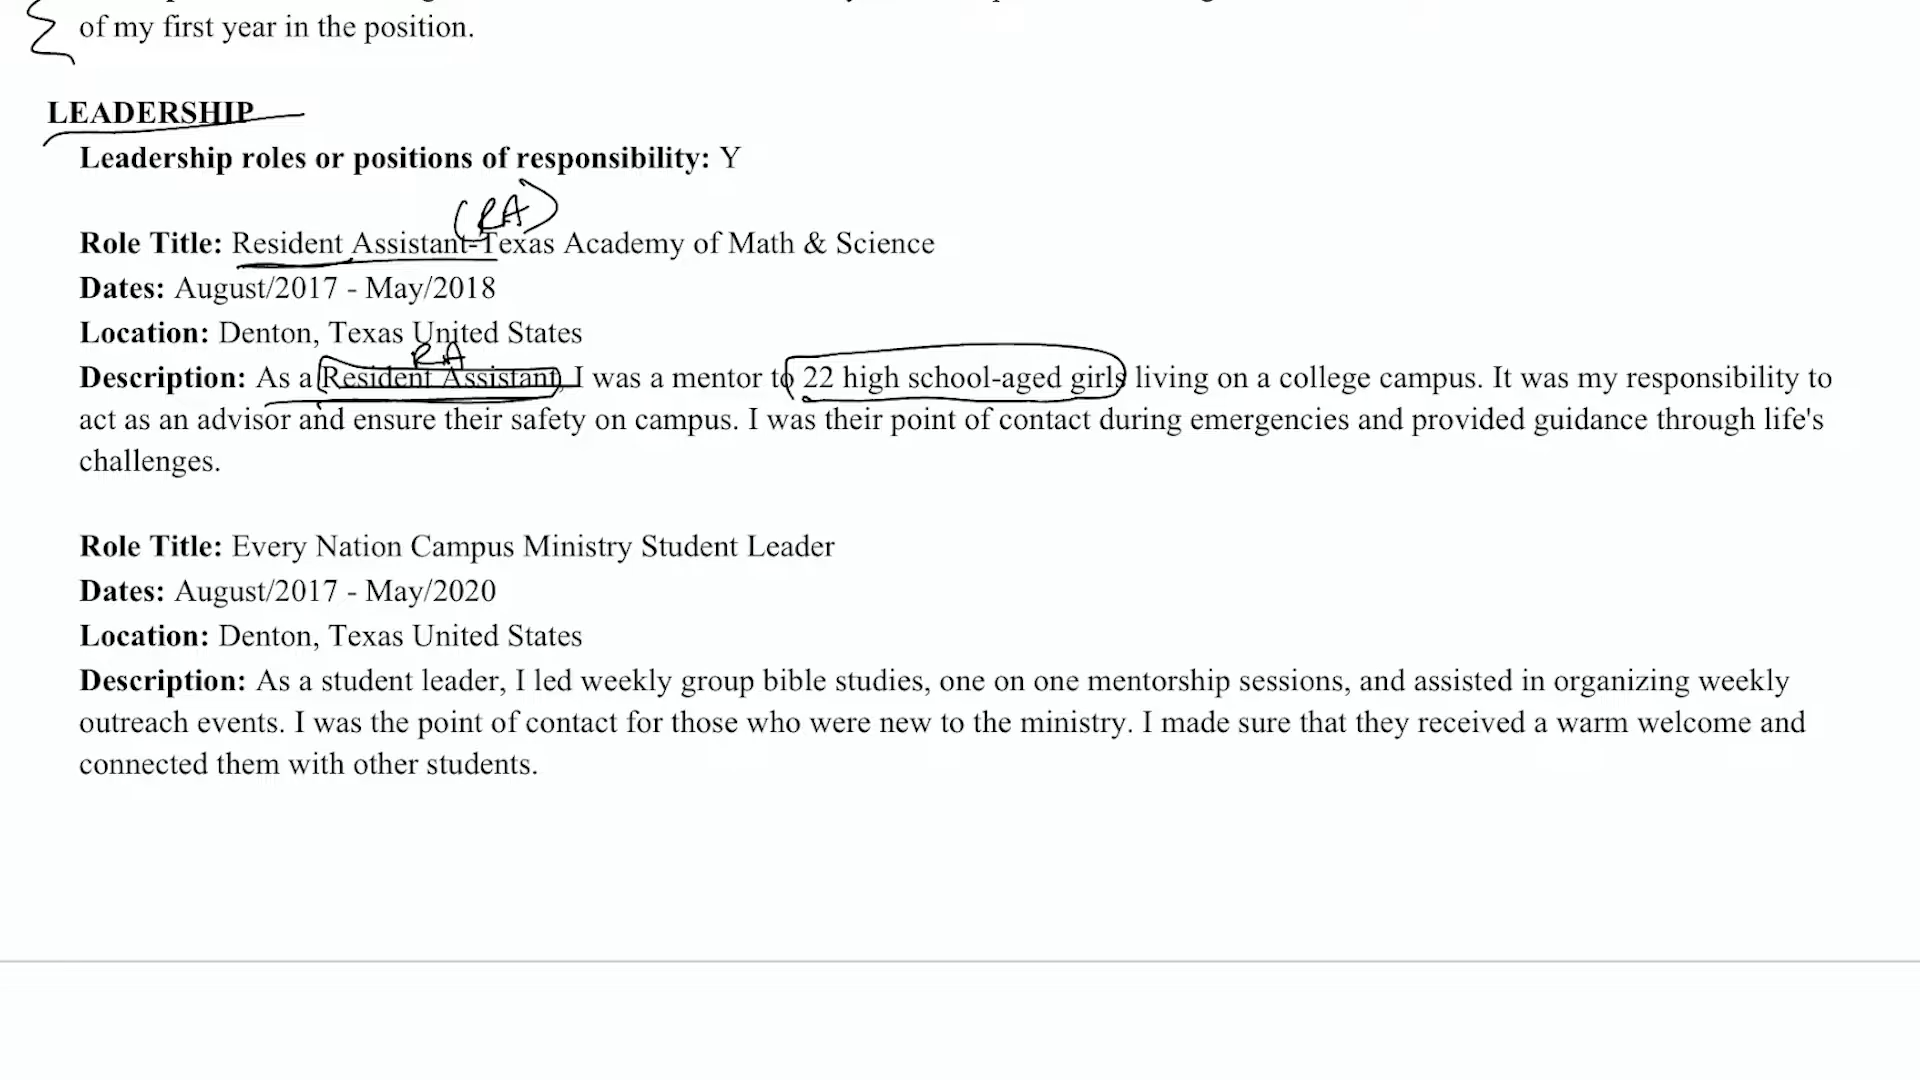 of my first year in the position.
LEADERSHIP
Leadership roles or positions of responsibility: Y
(RA)
Role Title: Resident Assistant-Texas Academy of Math & Science
Dates: August/2017 - May/2018
Location: Denton, Texas United States
RA
Description: As a Resident Assistant, I was a mentor to 22 high school-aged girls living on a college campus. It was my responsibility to
act as an advisor and ensure their safety on campus. I was their point of contact during emergencies and provided guidance through life's
challenges.
Role Title: Every Nation Campus Ministry Student Leader
Dates: August/2017 - May/2020
Location: Denton, Texas United States
Description: As a student leader, I led weekly group bible studies, one on one mentorship sessions, and assisted in organizing weekly
outreach events. I was the point of contact for those who were new to the ministry. I made sure that they received a warm welcome and
connected them with other students.